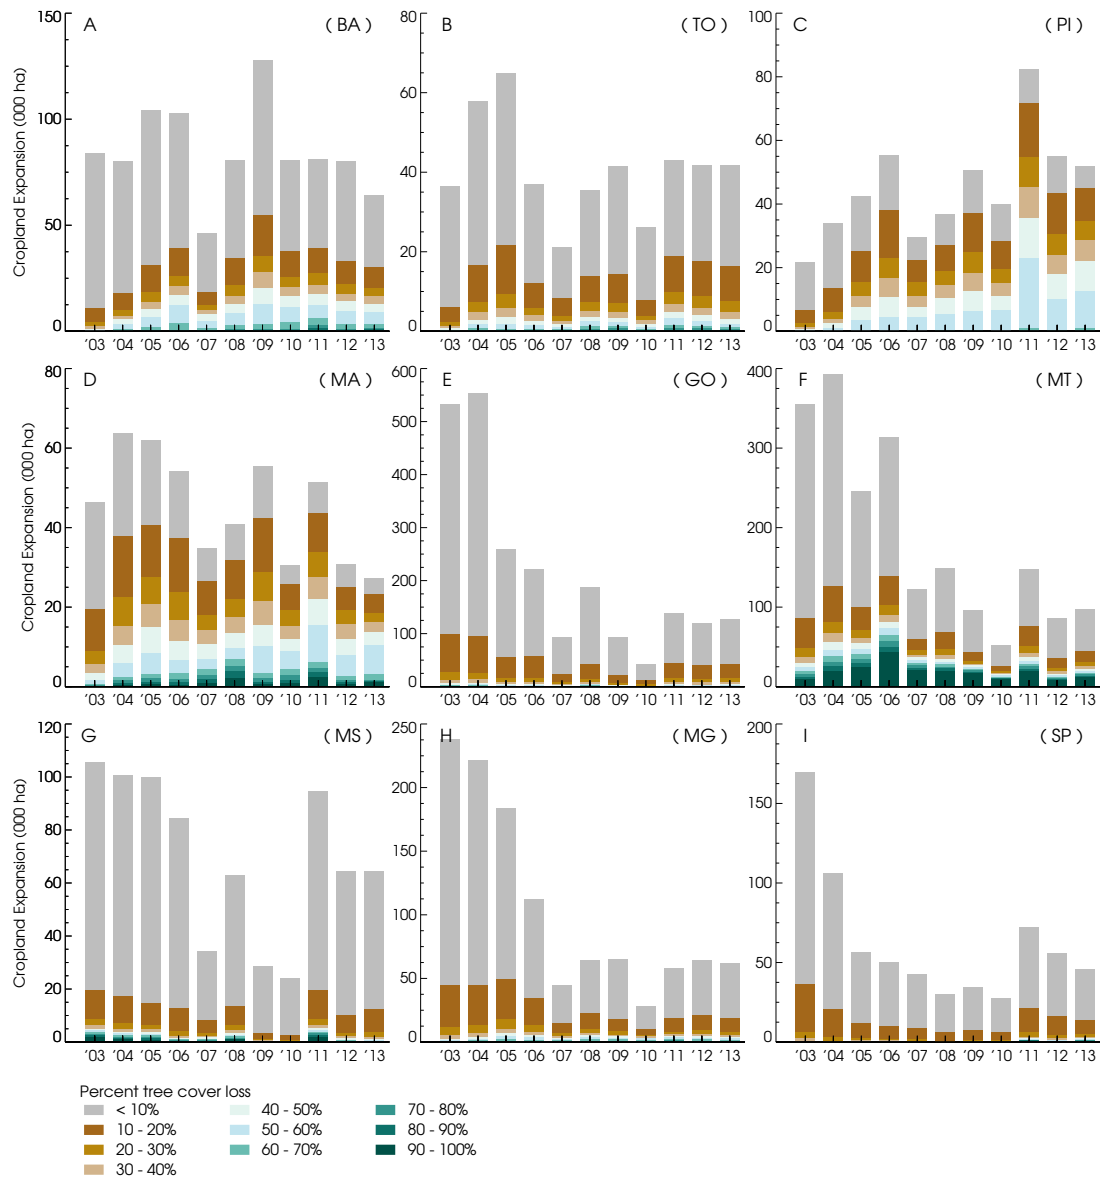 A (BA)
B (TO)
C (PI)
Cropland Expansion (000 ha)
150
100
50
0
'03 '04 '05 '06 '07 '08 '09 '10 '11 '12 '13
80
60
40
20
0
'03 '04 '05 '06 '07 '08 '09 '10 '11 '12 '13
100
80
60
40
20
0
'03 '04 '05 '06 '07 '08 '09 '10 '11 '12 '13
D (MA)
E (GO)
F (MT)
Cropland Expansion (000 ha)
80
60
40
20
0
'03 '04 '05 '06 '07 '08 '09 '10 '11 '12 '13
600
500
400
300
200
100
0
'03 '04 '05 '06 '07 '08 '09 '10 '11 '12 '13
400
300
200
100
0
'03 '04 '05 '06 '07 '08 '09 '10 '11 '12 '13
G (MS)
H (MG)
I (SP)
Cropland Expansion (000 ha)
120
100
80
60
40
20
0
'03 '04 '05 '06 '07 '08 '09 '10 '11 '12 '13
250
200
150
100
50
0
'03 '04 '05 '06 '07 '08 '09 '10 '11 '12 '13
200
150
100
50
0
'03 '04 '05 '06 '07 '08 '09 '10 '11 '12 '13
Percent tree cover loss
< 10%
10 - 20%
20 - 30%
30 - 40%
40 - 50%
50 - 60%
60 - 70%
70 - 80%
80 - 90%
90 - 100%